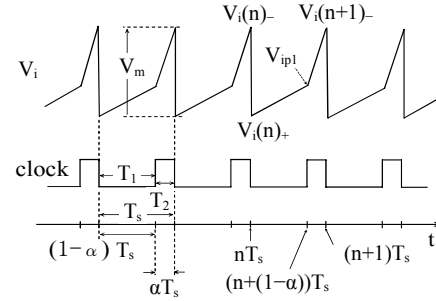 Vi(n)-
Vi(n+1)-
Vi
Vm
Vip1
Vi(n)+
clock
T1
T2
Ts
t
(1-α) Ts
nTs
(n+1)Ts
αTs
(n+(1-α))Ts